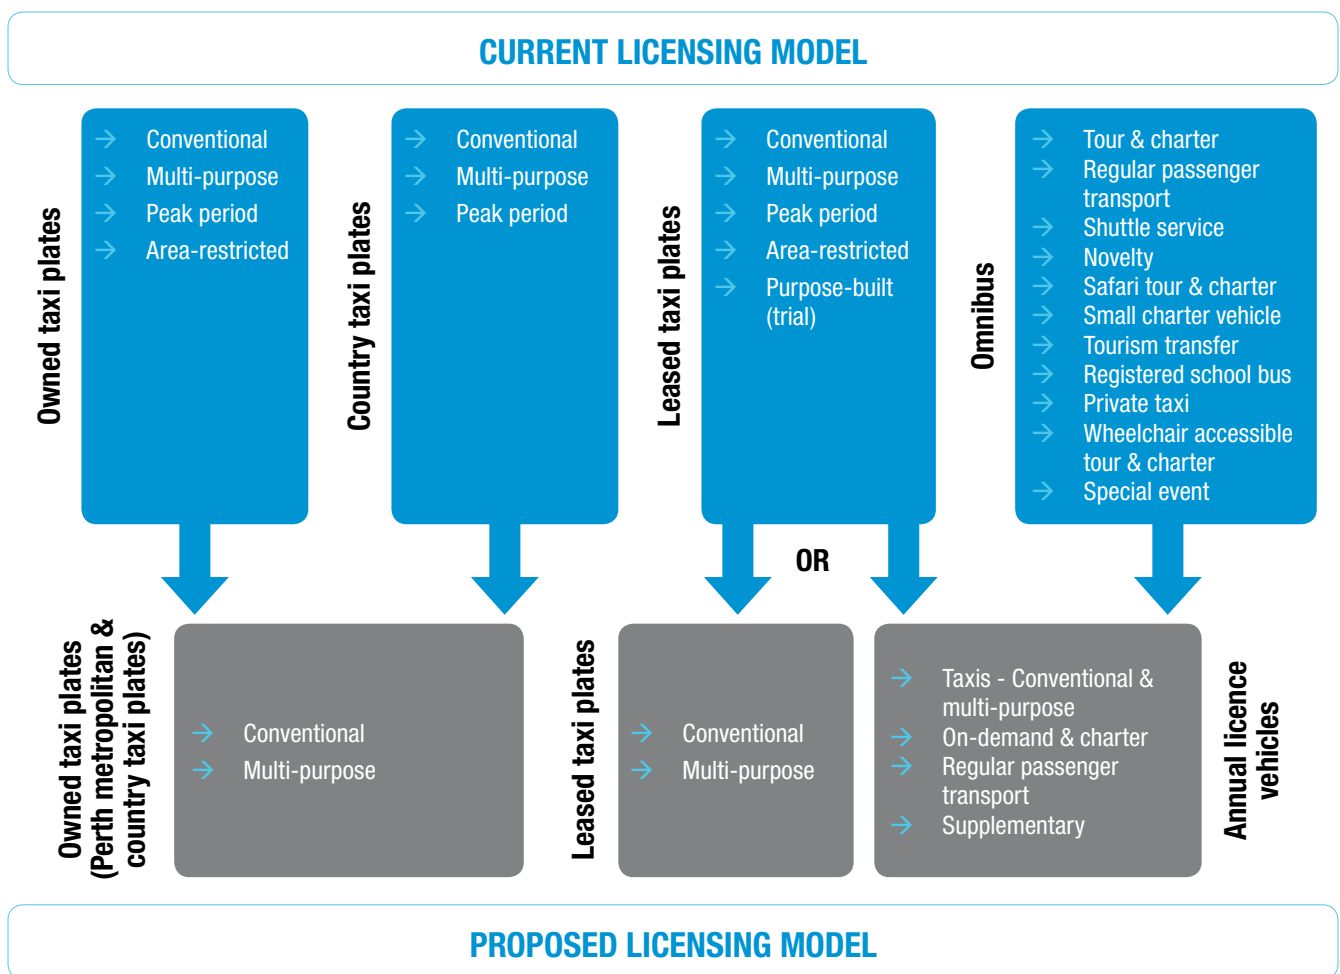 CURRENT LICENSING MODEL
Owned taxi plates
→ Conventional
→ Multi-purpose
→ Peak period
→ Area-restricted
Country taxi plates
→ Conventional
→ Multi-purpose
→ Peak period
Leased taxi plates
→ Conventional
→ Multi-purpose
→ Peak period
→ Area-restricted
→ Purpose-built
(trial)
Omnibus
→ Tour & charter
→ Regular passenger
transport
→ Shuttle service
→ Novelty
→ Safari tour & charter
→ Small charter vehicle
→ Tourism transfer
→ Registered school bus
→ Private taxi
→ Wheelchair accessible
tour & charter
→ Special event
OR
Owned taxi plates
(Perth metropolitan &
country taxi plates)
→ Conventional
→ Multi-purpose
Leased taxi plates
→ Conventional
→ Multi-purpose
→ Taxis - Conventional &
multi-purpose
→ On-demand & charter
→ Regular passenger
transport
→ Supplementary
Annual licence
vehicles
PROPOSED LICENSING MODEL